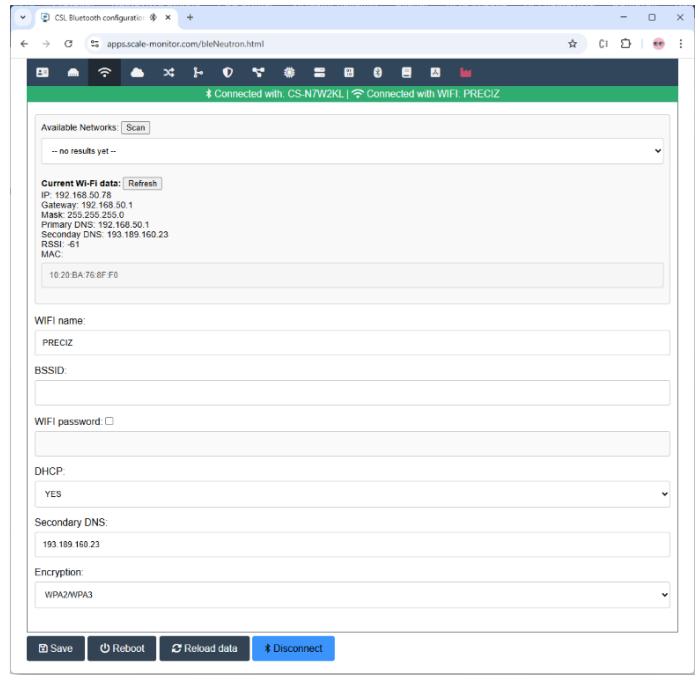 CSL Bluetooth configuratio
apps.scale-monitor.com/bleNeutron.html
Connected with: CS-N7W2KL | Connected with WIFI: PRECIZ
Available Networks: Scan
-- no results yet --
Current Wi-Fi data: Refresh
IP: 192.168.50.78
Gateway: 192.168.50.1
Mask: 255.255.255.0
Primary DNS: 192.168.50.1
Seconday DNS: 193.189.160.23
RSSI: -61
MAC:
10:20:BA:76:8F:F0
WIFI name:
PRECIZ
BSSID:
WIFI password:
DHCP:
YES
Secondary DNS:
193.189.160.23
Encryption:
WPA2/WPA3
Save Reboot Reload data Disconnect